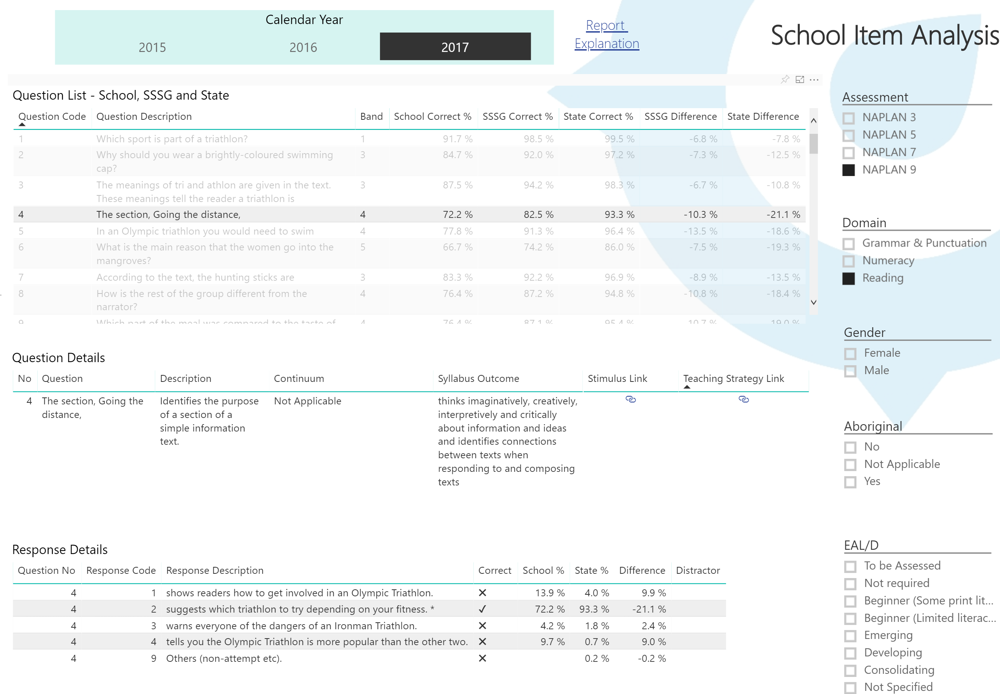 Calendar Year
2015 2016 2017
Report
Explanation
School Item Analysis
Question List - School, SSSG and State
Question Code Question Description Band School Correct % SSSG Correct % State Correct % SSSG Difference State Difference
1 Which sport is part of a triathlon? 1 91.7 % 98.5 % 99.5 % -6.8 % -7.8 %
2 Why should you wear a brightly-coloured swimming 3 84.7 % 92.0 % 97.2 % -7.3 % -12.5 %
cap?
3 The meanings of tri and athlon are given in the text. 3 87.5 % 94.2 % 98.3 % -6.7 % -10.8 %
These meanings tell the reader a triathlon is
4 The section, Going the distance, 4 72.2 % 82.5 % 93.3 % -10.3 % -21.1 %
5 In an Olympic triathlon you would need to swim 4 77.8 % 91.3 % 96.4 % -13.5 % -18.6 %
6 What is the main reason that the women go into the 5 66.7 % 74.2 % 86.0 % -7.5 % -19.3 %
mangroves?
7 According to the text, the hunting sticks are 3 83.3 % 92.2 % 96.9 % -8.9 % -13.5 %
8 How is the rest of the group different from the 4 76.4 % 87.2 % 94.8 % -10.8 % -18.4 %
narrator?
9 Which part of the meal was compared to the taste of 4 76.4 % 87.1 % 95.4 % 10.7 % 19.0 %
Question Details
No Question Description Continuum Syllabus Outcome Stimulus Link Teaching Strategy Link
4 The section, Going the Identifies the purpose Not Applicable thinks imaginatively, creatively,
distance, of a section of a interpretively and critically
simple information about information and ideas
text. and identifies connections
between texts when
responding to and composing
texts
Response Details
Question No Response Code Response Description Correct School % State % Difference Distractor
4 1 shows readers how to get involved in an Olympic Triathlon. ✕ 13.9 % 4.0 % 9.9 %
4 2 suggests which triathlon to try depending on your fitness. * ✓ 72.2 % 93.3 % -21.1 %
4 3 warns everyone of the dangers of an Ironman Triathlon. ✕ 4.2 % 1.8 % 2.4 %
4 4 tells you the Olympic Triathlon is more popular than the other two. ✕ 9.7 % 0.7 % 9.0 %
4 9 Others (non-attempt etc). ✕ 0.2 % -0.2 %
Assessment
NAPLAN 3
NAPLAN 5
NAPLAN 7
NAPLAN 9
Domain
Grammar & Punctuation
Numeracy
Reading
Gender
Female
Male
Aboriginal
No
Not Applicable
Yes
EAL/D
To be Assessed
Not required
Beginner (Some print lit...
Beginner (Limited literac...
Emerging
Developing
Consolidating
Not Specified